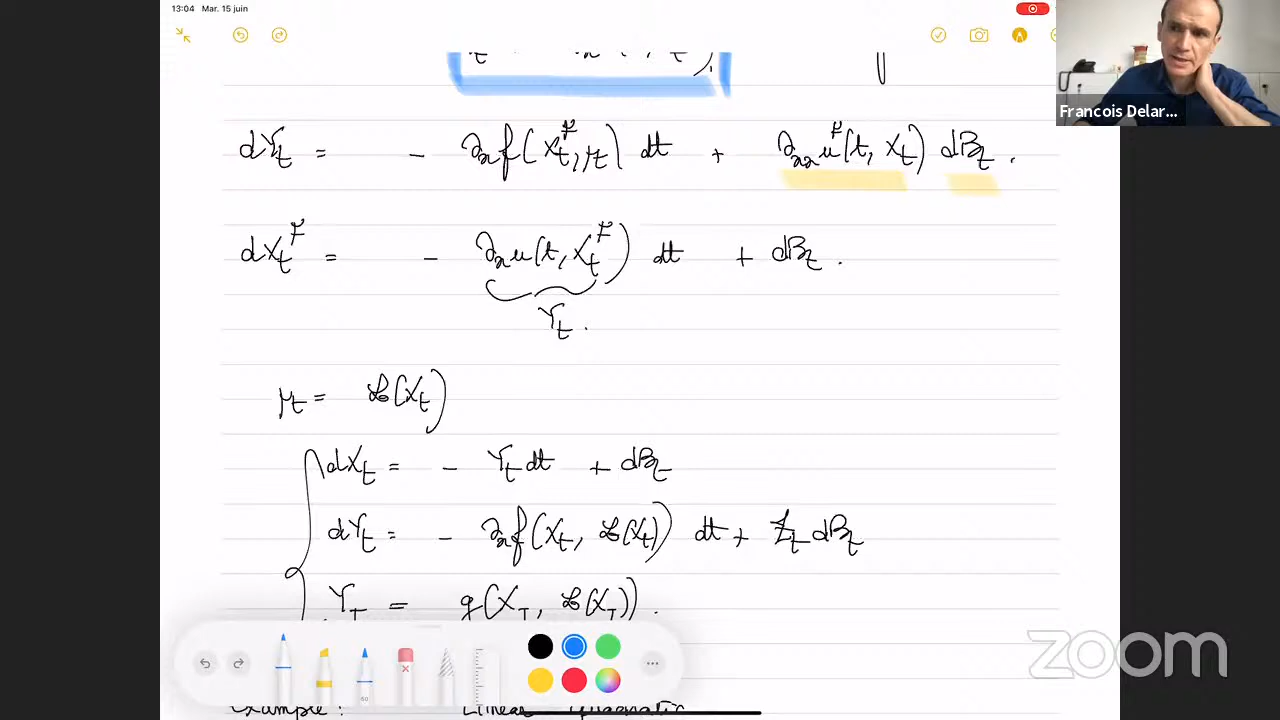 13:04 Mar. 15 juin
Francois Delar...
dY_t = - ∂_x f(X_t^μ, μ_t) dt + ∂_xx u^μ(t, X_t) dB_t.
dX_t^μ = - ∂_x u(t, X_t^μ) dt + dB_t.
Y_t.
μ_t = ℒ(X_t)
dX_t = - Y_t dt + dB_t
dY_t = - ∂_x f(X_t, ℒ(X_t)) dt + Z_t dB_t
Y_T = g(X_T, ℒ(X_T)).
zoom
Example: Linear quadratic